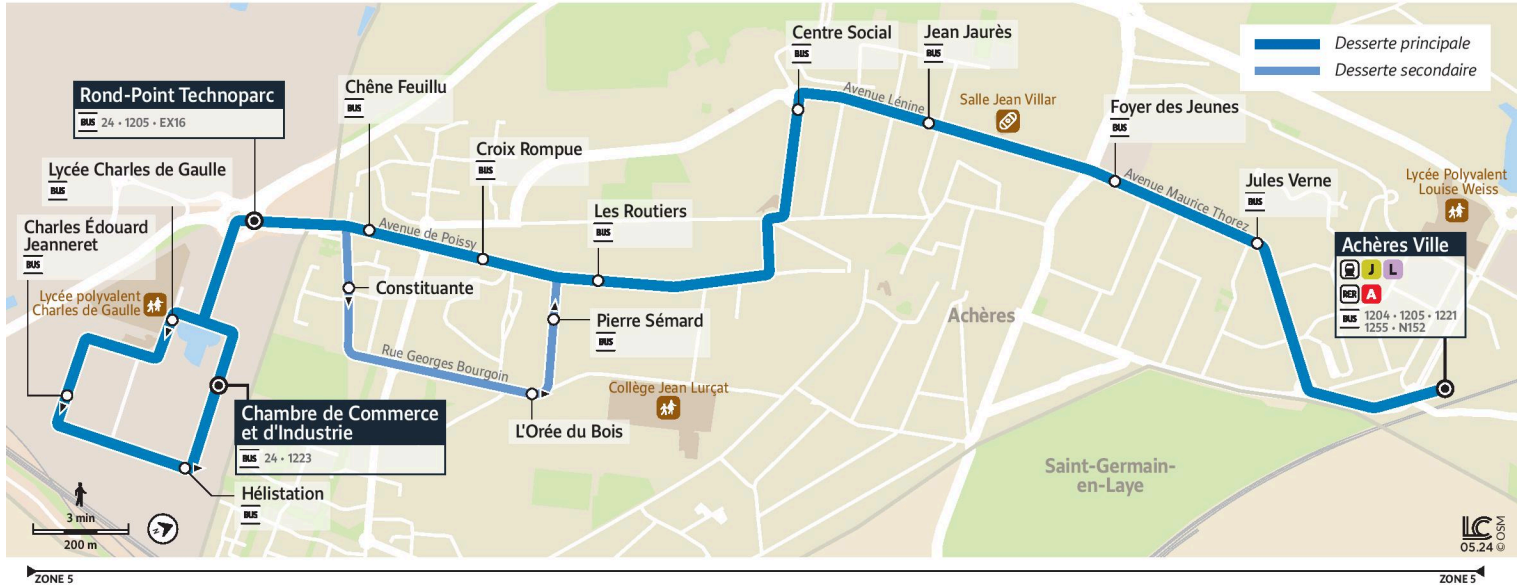 Desserte principale
Desserte secondaire
Centre Social
BUS
Jean Jaurès
BUS
Avenue Lénine
Salle Jean Villar
Foyer des Jeunes
BUS
Rond-Point Technoparc
BUS 24 • 1205 • EX16
Chêne Feuillu
BUS
Croix Rompue
BUS
Lycée Charles de Gaulle
BUS
Avenue Maurice Thorez
Jules Verne
BUS
Lycée Polyvalent
Louise Weiss
Charles Édouard
Jeanneret
BUS
Avenue de Poissy
Les Routiers
BUS
Achères Ville
J L
RER A
BUS 1204 • 1205 • 1221
1255 • N152
Lycée polyvalent
Charles de Gaulle
Constituante
Pierre Sémard
BUS
Achères
Rue Georges Bourgoin
Collège Jean Lurçat
Chambre de Commerce
et d'Industrie
BUS 24 • 1223
L'Orée du Bois
Saint-Germain-
en-Laye
Hélistation
BUS
3 min
200 m
N
LC
05.24 © OSM
ZONE 5
ZONE 5